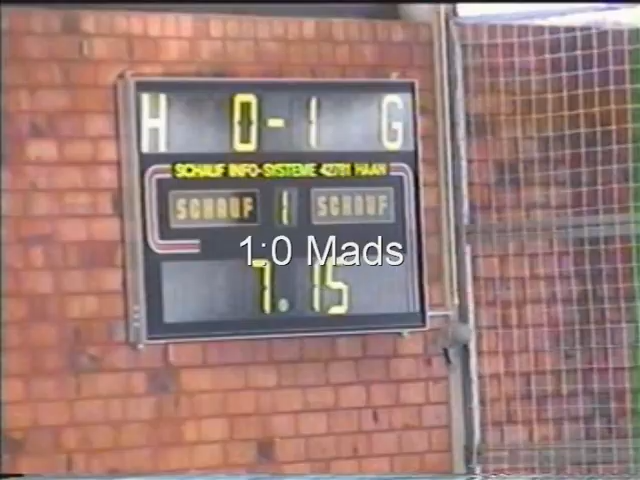 H 0-1 G
SCHAUF INFO-SYSTEME 42781 HAAN
SCHAUF 1 SCHAUF
1:0 Mads
7.15